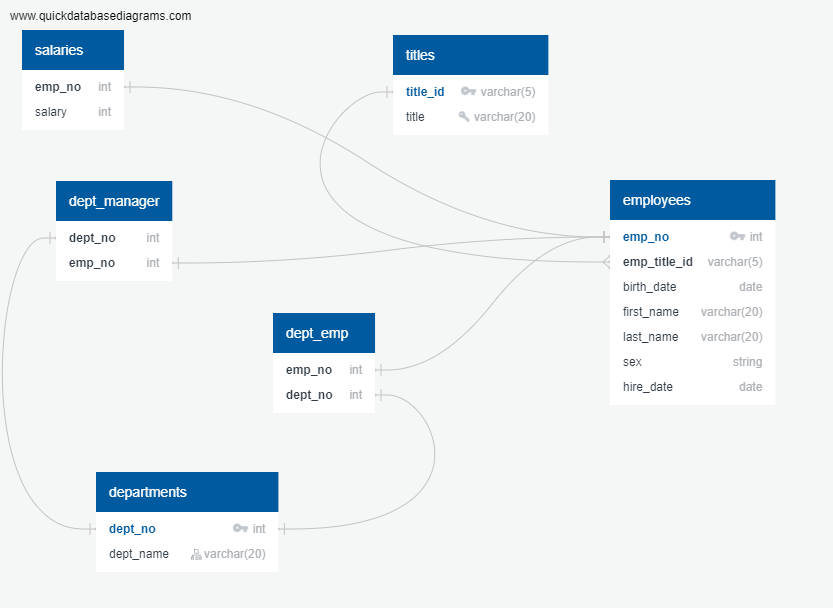 www.quickdatabasediagrams.com
salaries
emp_no int
salary int
titles
title_id varchar(5)
title varchar(20)
dept_manager
dept_no int
emp_no int
employees
emp_no int
emp_title_id varchar(5)
birth_date date
first_name varchar(20)
last_name varchar(20)
sex string
hire_date date
dept_emp
emp_no int
dept_no int
departments
dept_no int
dept_name varchar(20)